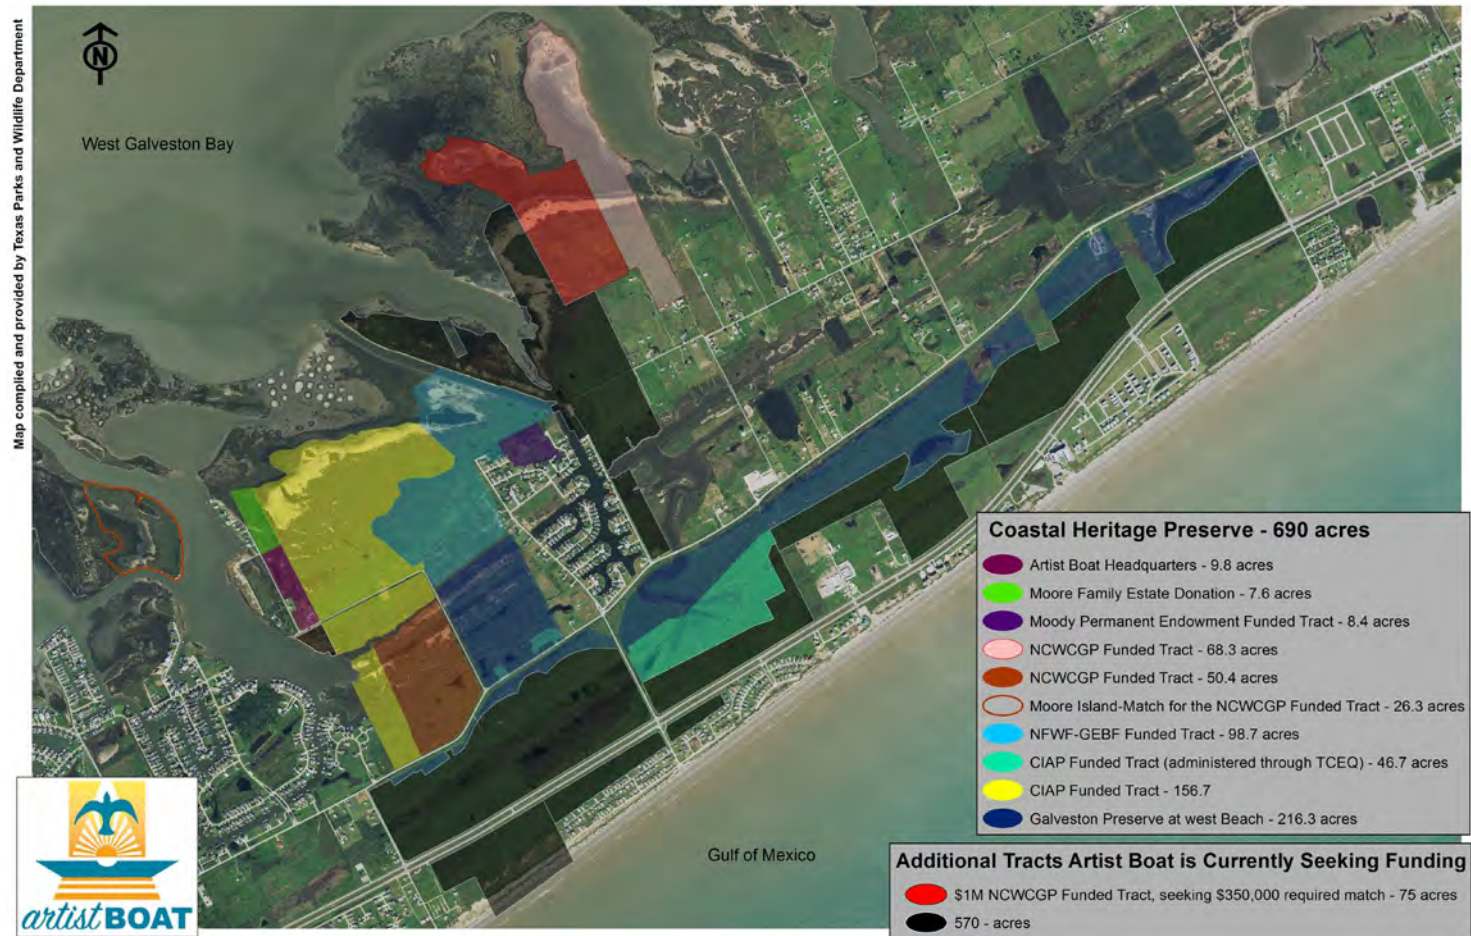 Map complied and provided by Texas Parks and Wildlife Department
N
West Galveston Bay
Coastal Heritage Preserve - 690 acres
Artist Boat Headquarters - 9.8 acres
Moore Family Estate Donation - 7.6 acres
Moody Permanent Endowment Funded Tract - 8.4 acres
NCWCGP Funded Tract - 68.3 acres
NCWCGP Funded Tract - 50.4 acres
Moore Island-Match for the NCWCGP Funded Tract - 26.3 acres
NFWF-GEBF Funded Tract - 98.7 acres
CIAP Funded Tract (administered through TCEQ) - 46.7 acres
CIAP Funded Tract - 156.7
Galveston Preserve at west Beach - 216.3 acres
Gulf of Mexico
Additional Tracts Artist Boat is Currently Seeking Funding
$1M NCWCGP Funded Tract, seeking $350,000 required match - 75 acres
570 - acres
artist BOAT